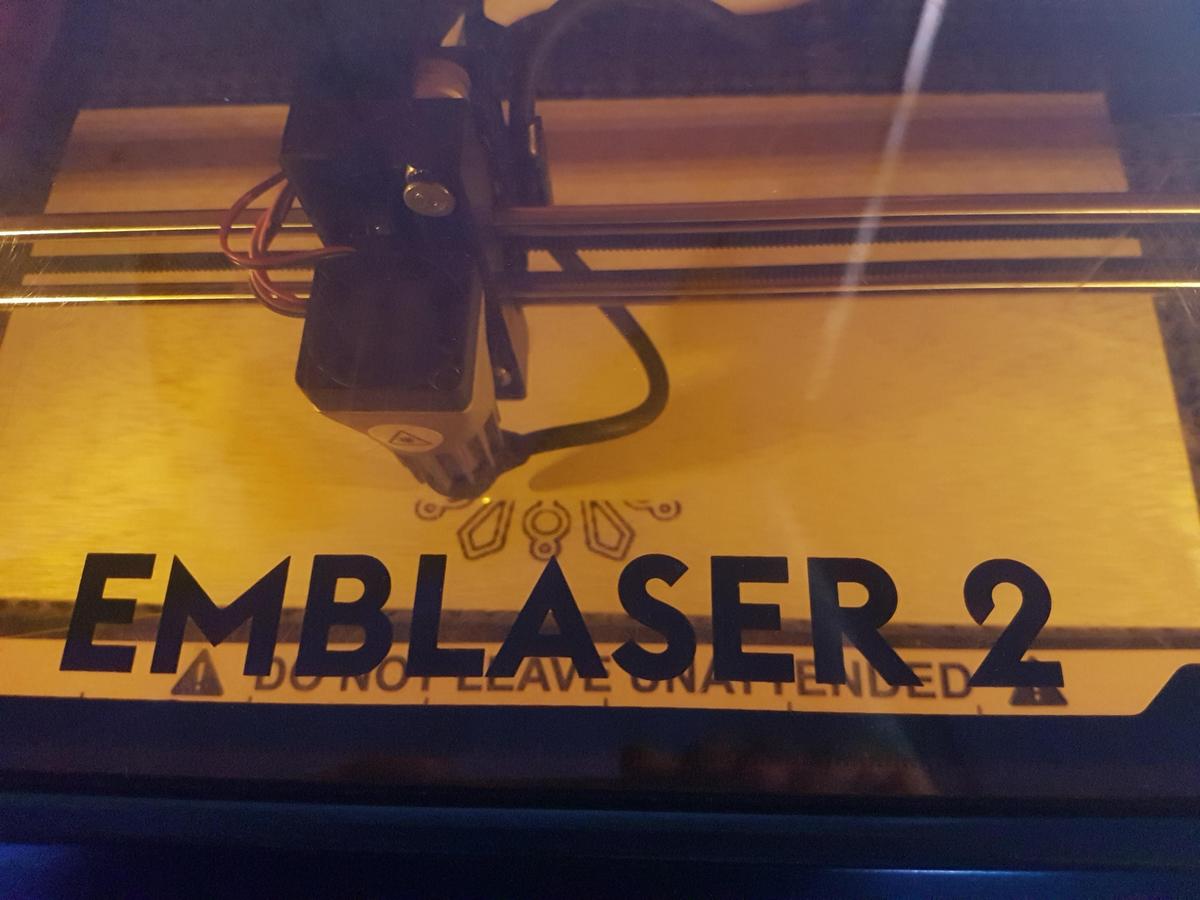 EMBLASER 2
DO NOT LEAVE UNATTENDED